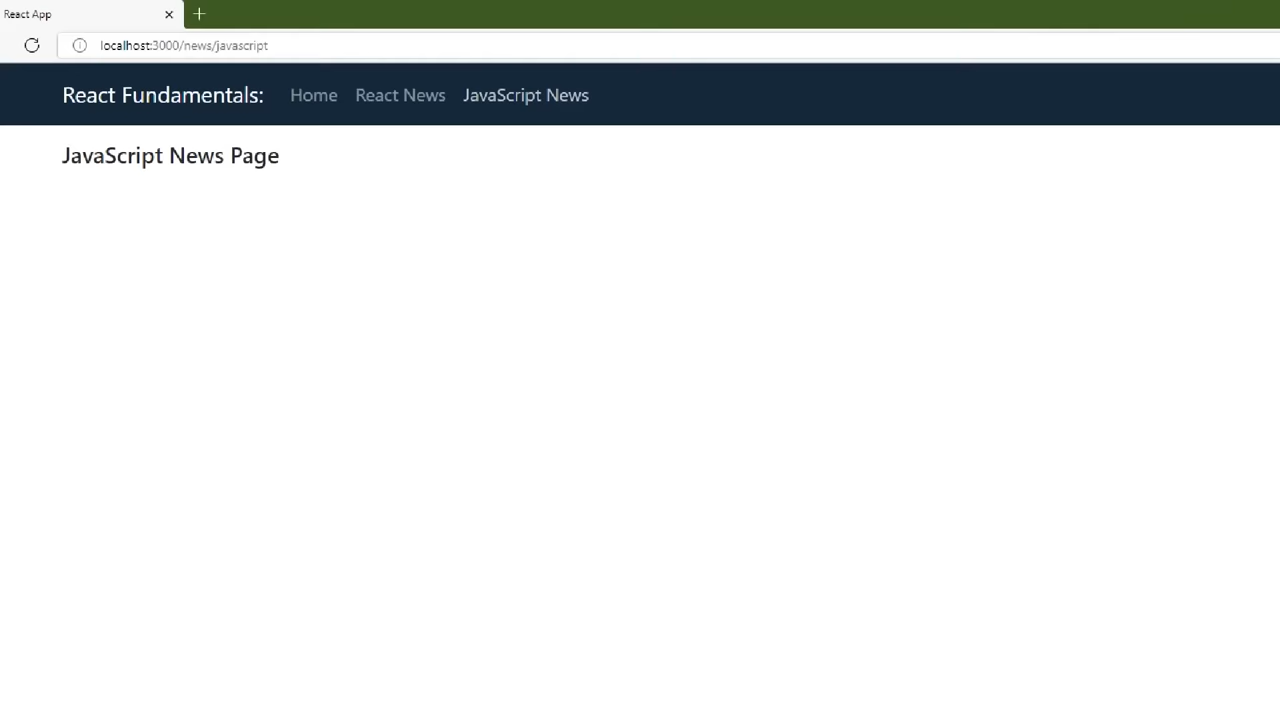 React App
localhost:3000/news/javascript
React Fundamentals: Home React News JavaScript News
JavaScript News Page